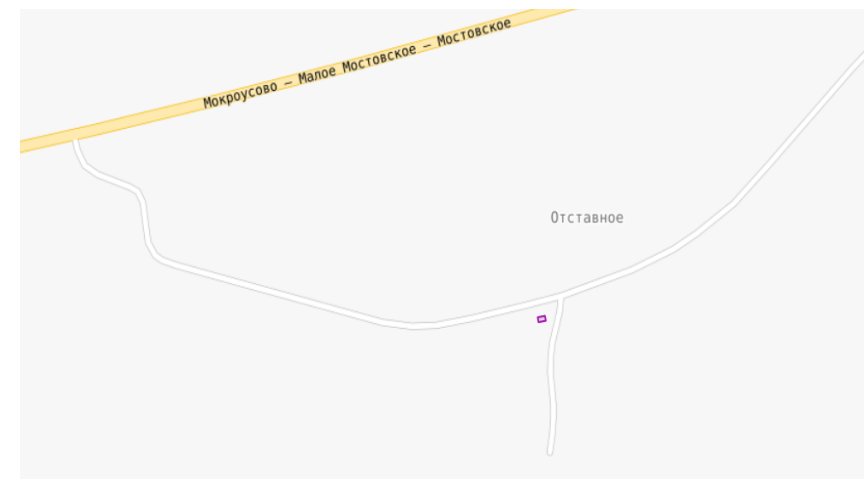 Мокроусово – Малое Мостовское – Мостовское
Отставное